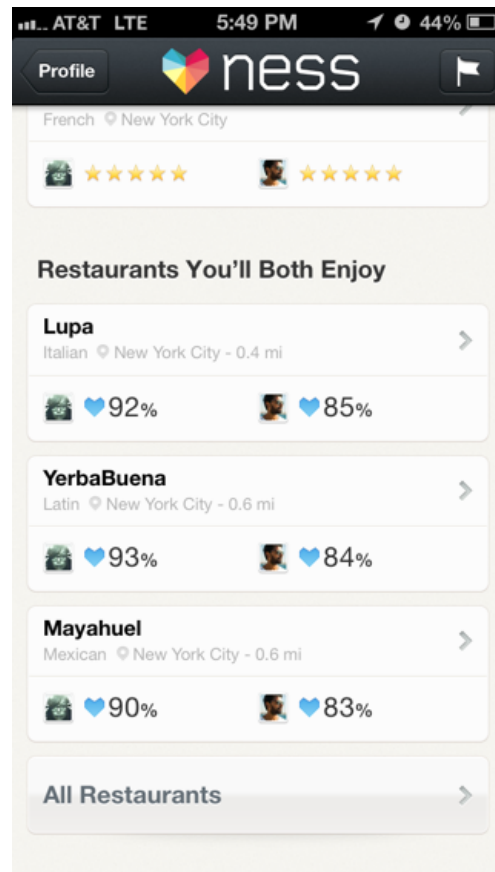 AT&T LTE 5:49 PM 44%
Profile ness
French New York City
Restaurants You'll Both Enjoy
Lupa
Italian New York City - 0.4 mi
92% 85%
YerbaBuena
Latin New York City - 0.6 mi
93% 84%
Mayahuel
Mexican New York City - 0.6 mi
90% 83%
All Restaurants